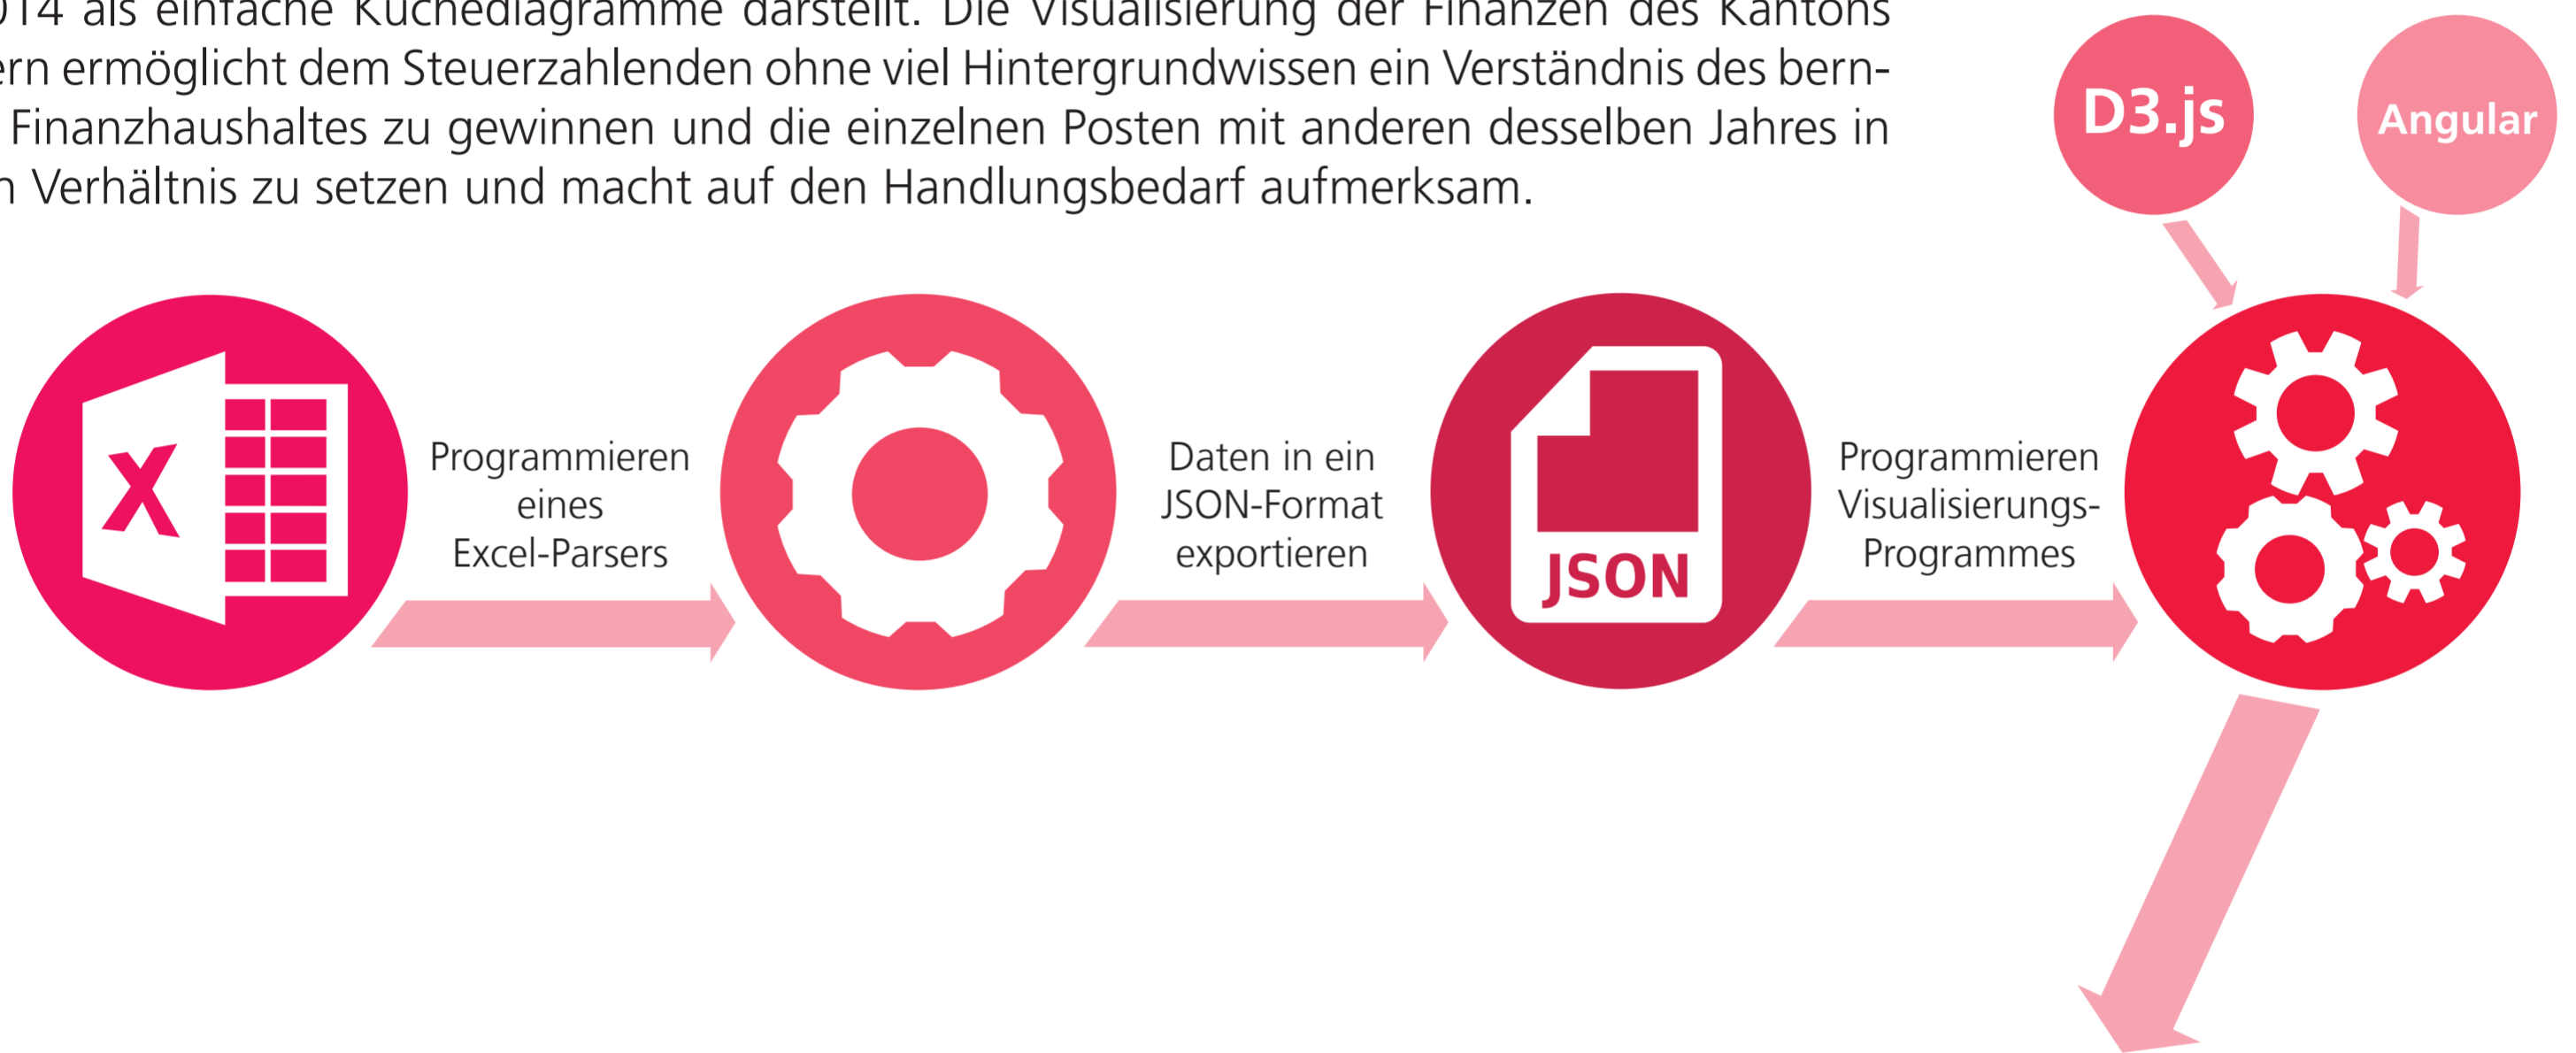 014 als einfache Kuchediagramme darstellt. Die Visualisierung der Finanzen des Kantons
ern ermöglicht dem Steuerzahlenden ohne viel Hintergrundwissen ein Verständnis des bern-
Finanzhaushaltes zu gewinnen und die einzelnen Posten mit anderen desselben Jahres in
n Verhältnis zu setzen und macht auf den Handlungsbedarf aufmerksam.
D3.js
Angular
X
Programmieren
eines
Excel-Parsers
Daten in ein
JSON-Format
exportieren
JSON
Programmieren
Visualisierungs-
Programmes